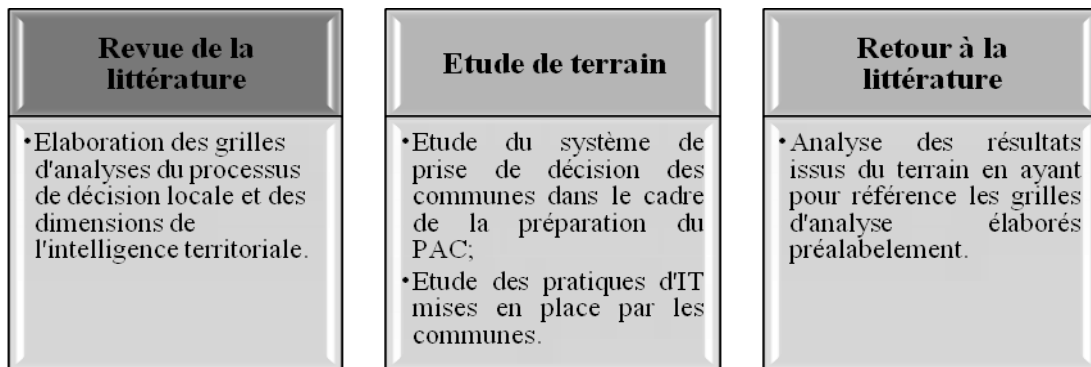 Revue de la
littérature
•Elaboration des grilles
d'analyses du processus
de décision locale et des
dimensions de
l'intelligence territoriale.
Etude de terrain
•Etude du système de
prise de décision des
communes dans le cadre
de la préparation du
PAC;
•Etude des pratiques d'IT
mises en place par les
communes.
Retour à la
littérature
•Analyse des résultats
issus du terrain en ayant
pour référence les grilles
d'analyse élaborés
préalabelement.